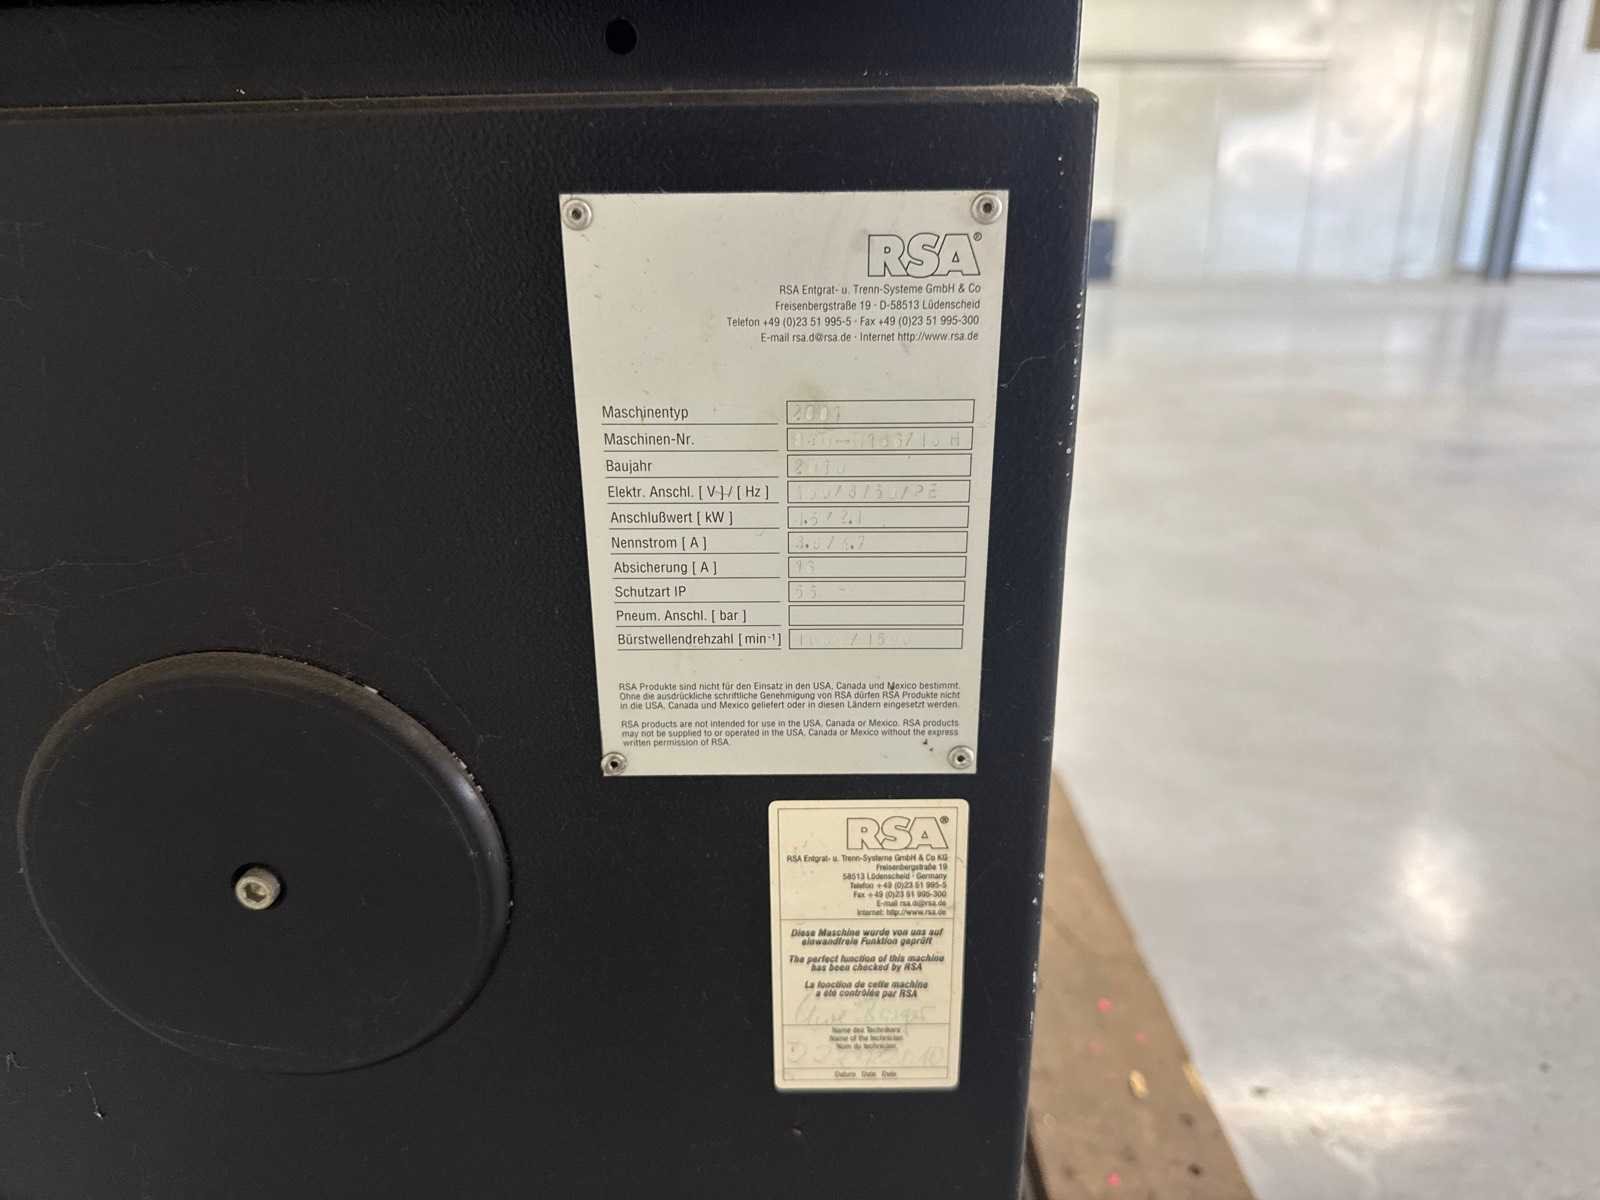 RSA®
RSA Entgrat- u. Trenn-Systeme GmbH & Co
Freisenbergstraße 19 · D-58513 Lüdenscheid
Telefon +49 (0)23 51 995-5 · Fax +49 (0)23 51 995-300
E-mail rsa.d@rsa.de · Internet http://www.rsa.de
Maschinentyp
Maschinen-Nr.
Baujahr
Elektr. Anschl. [ V ] / [ Hz ]
Anschlußwert [ kW ]
Nennstrom [ A ]
Absicherung [ A ]
Schutzart IP
Pneum. Anschl. [ bar ]
Bürstwellendrehzahl [ min-1]
RSA Produkte sind nicht für den Einsatz in den USA, Canada und Mexico bestimmt.
Ohne die ausdrückliche schriftliche Genehmigung von RSA dürfen RSA Produkte nicht
in die USA, Canada und Mexico geliefert oder in diesen Ländern eingesetzt werden.
RSA products are not intended for use in the USA, Canada or Mexico. RSA products
may not be supplied to or operated in the USA, Canada or Mexico without the express
written permission of RSA.
RSA®
RSA Entgrat- u. Trenn-Systeme GmbH & Co KG
Freisenbergstraße 19
58513 Lüdenscheid · Germany
Telefon +49 (0)23 51 995-5
Fax +49 (0)23 51 995-300
E-mail rsa.d@rsa.de
Internet: http://www.rsa.de
Diese Maschine wurde von uns auf
einwandfreie Funktion geprüft
The perfect function of this machine
has been checked by RSA
La fonction de cette machine
a été contrôlée par RSA
Name des Technikers
Name of the technician
Nom du technicien
Datum Date Date